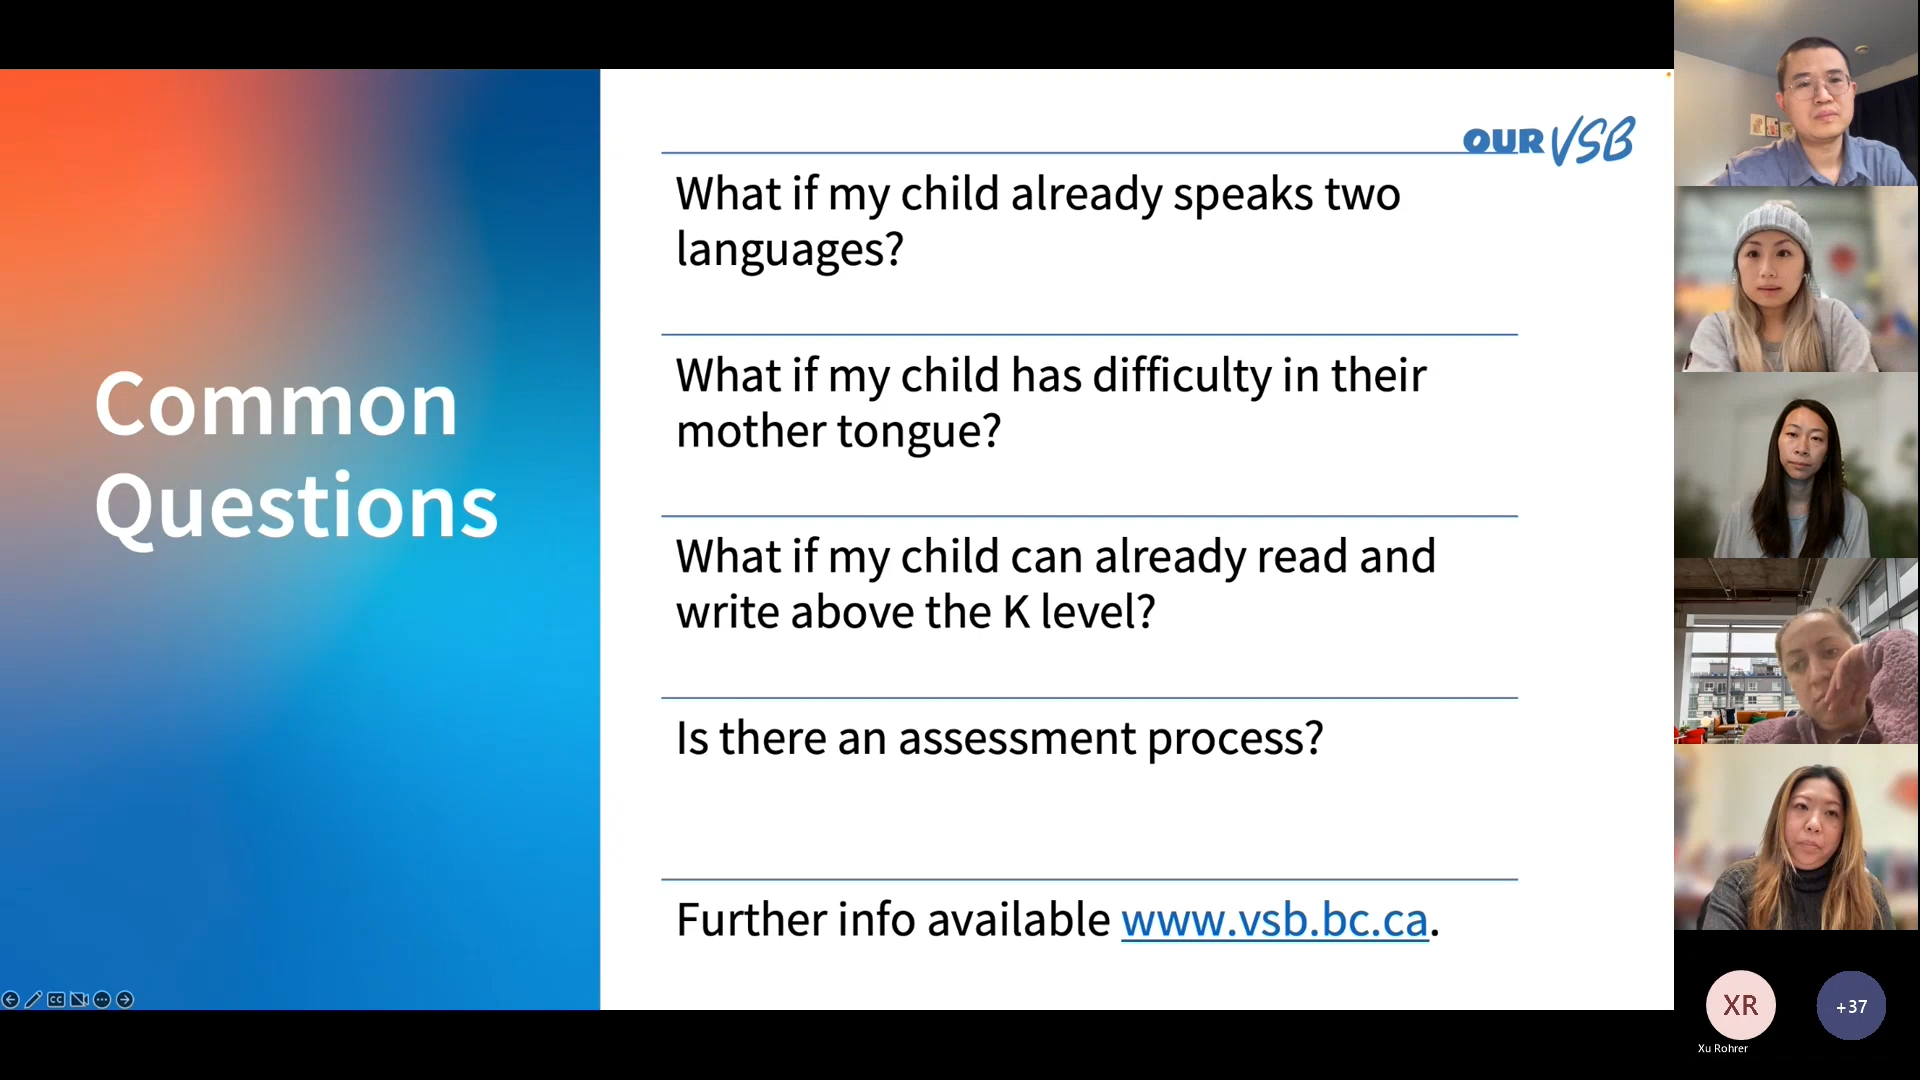 Common
Questions
OUR VSB
What if my child already speaks two
languages?
What if my child has difficulty in their
mother tongue?
What if my child can already read and
write above the K level?
Is there an assessment process?
Further info available www.vsb.bc.ca.
CC
XR
Xu Rohrer
+37